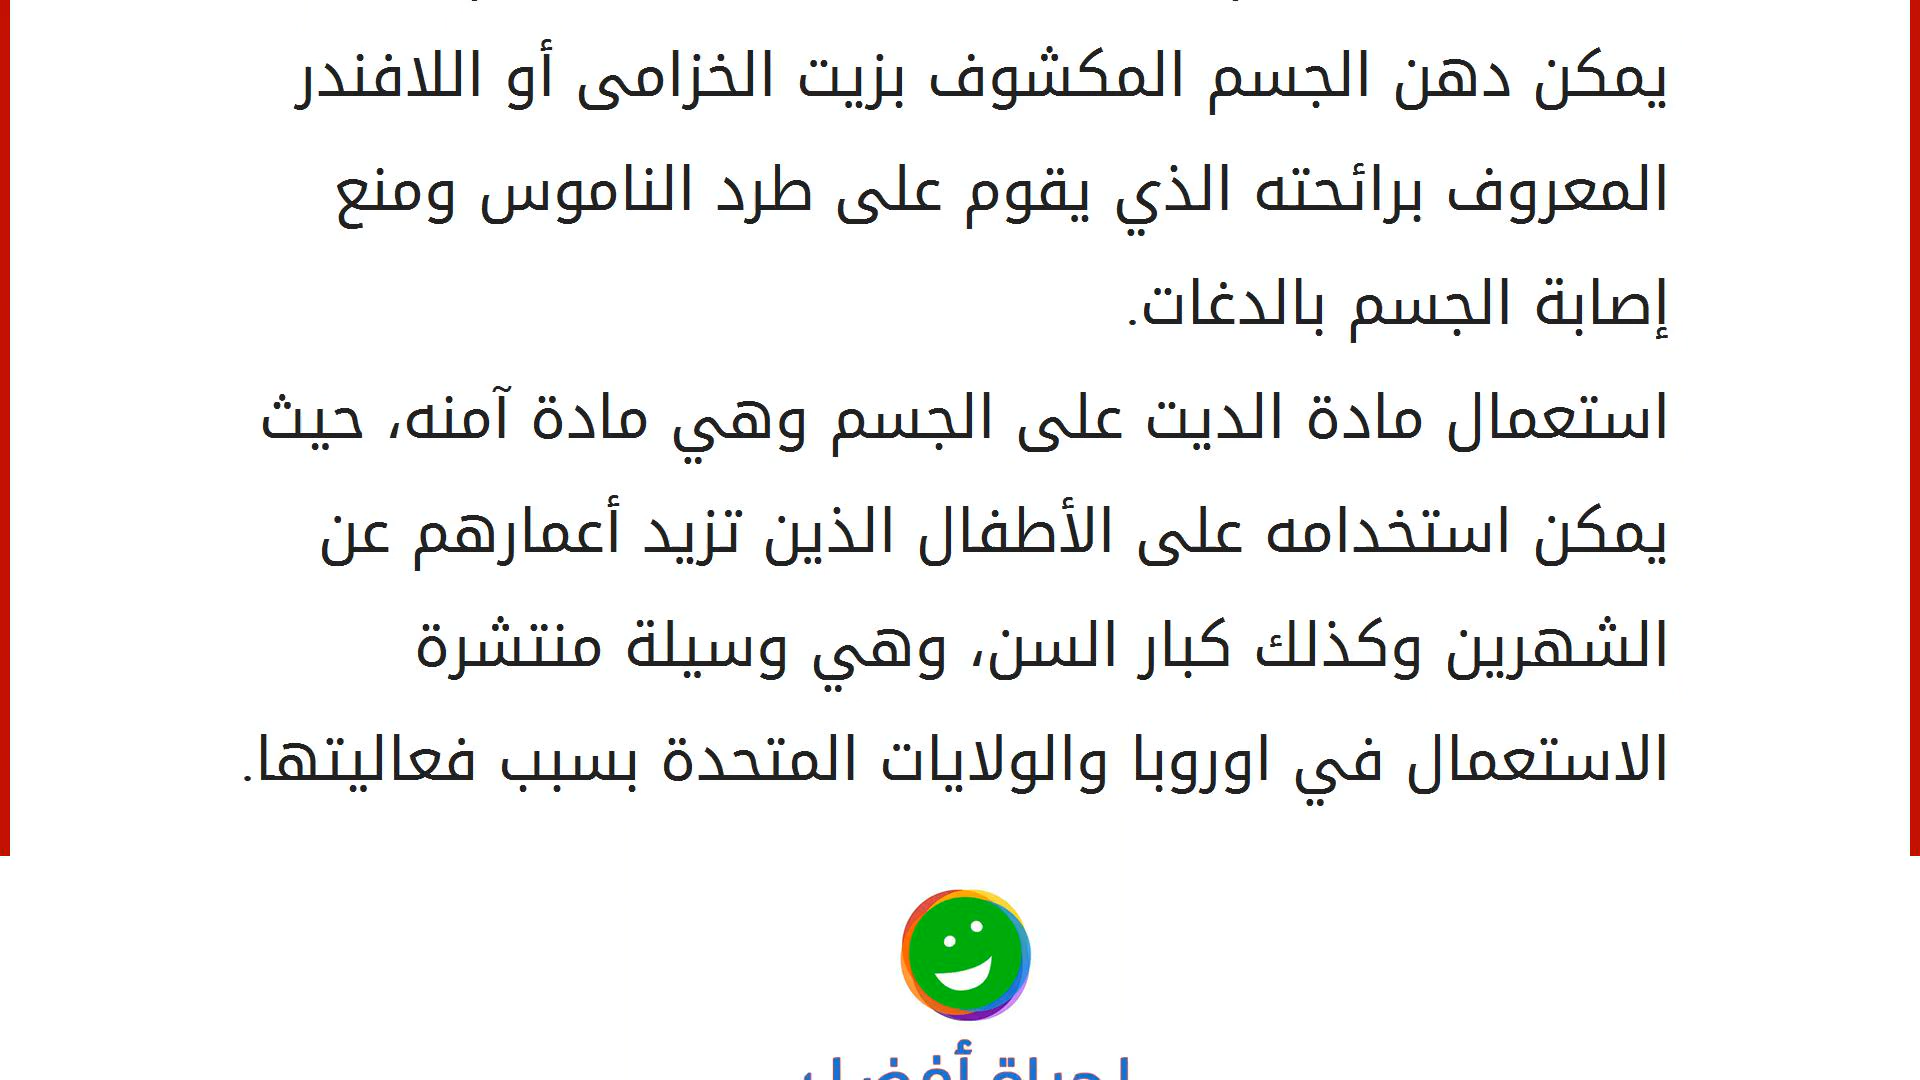 يمكن دهن الجسم المكشوف بزيت الخزامى أو اللافندر
المعروف برائحته الذي يقوم على طرد الناموس ومنع
إصابة الجسم بالدغات.
استعمال مادة الديت على الجسم وهي مادة آمنه، حيث
يمكن استخدامه على الأطفال الذين تزيد أعمارهم عن
الشهرين وكذلك كبار السن، وهي وسيلة منتشرة
الاستعمال في اوروبا والولايات المتحدة بسبب فعاليتها.
لحياة أفضل